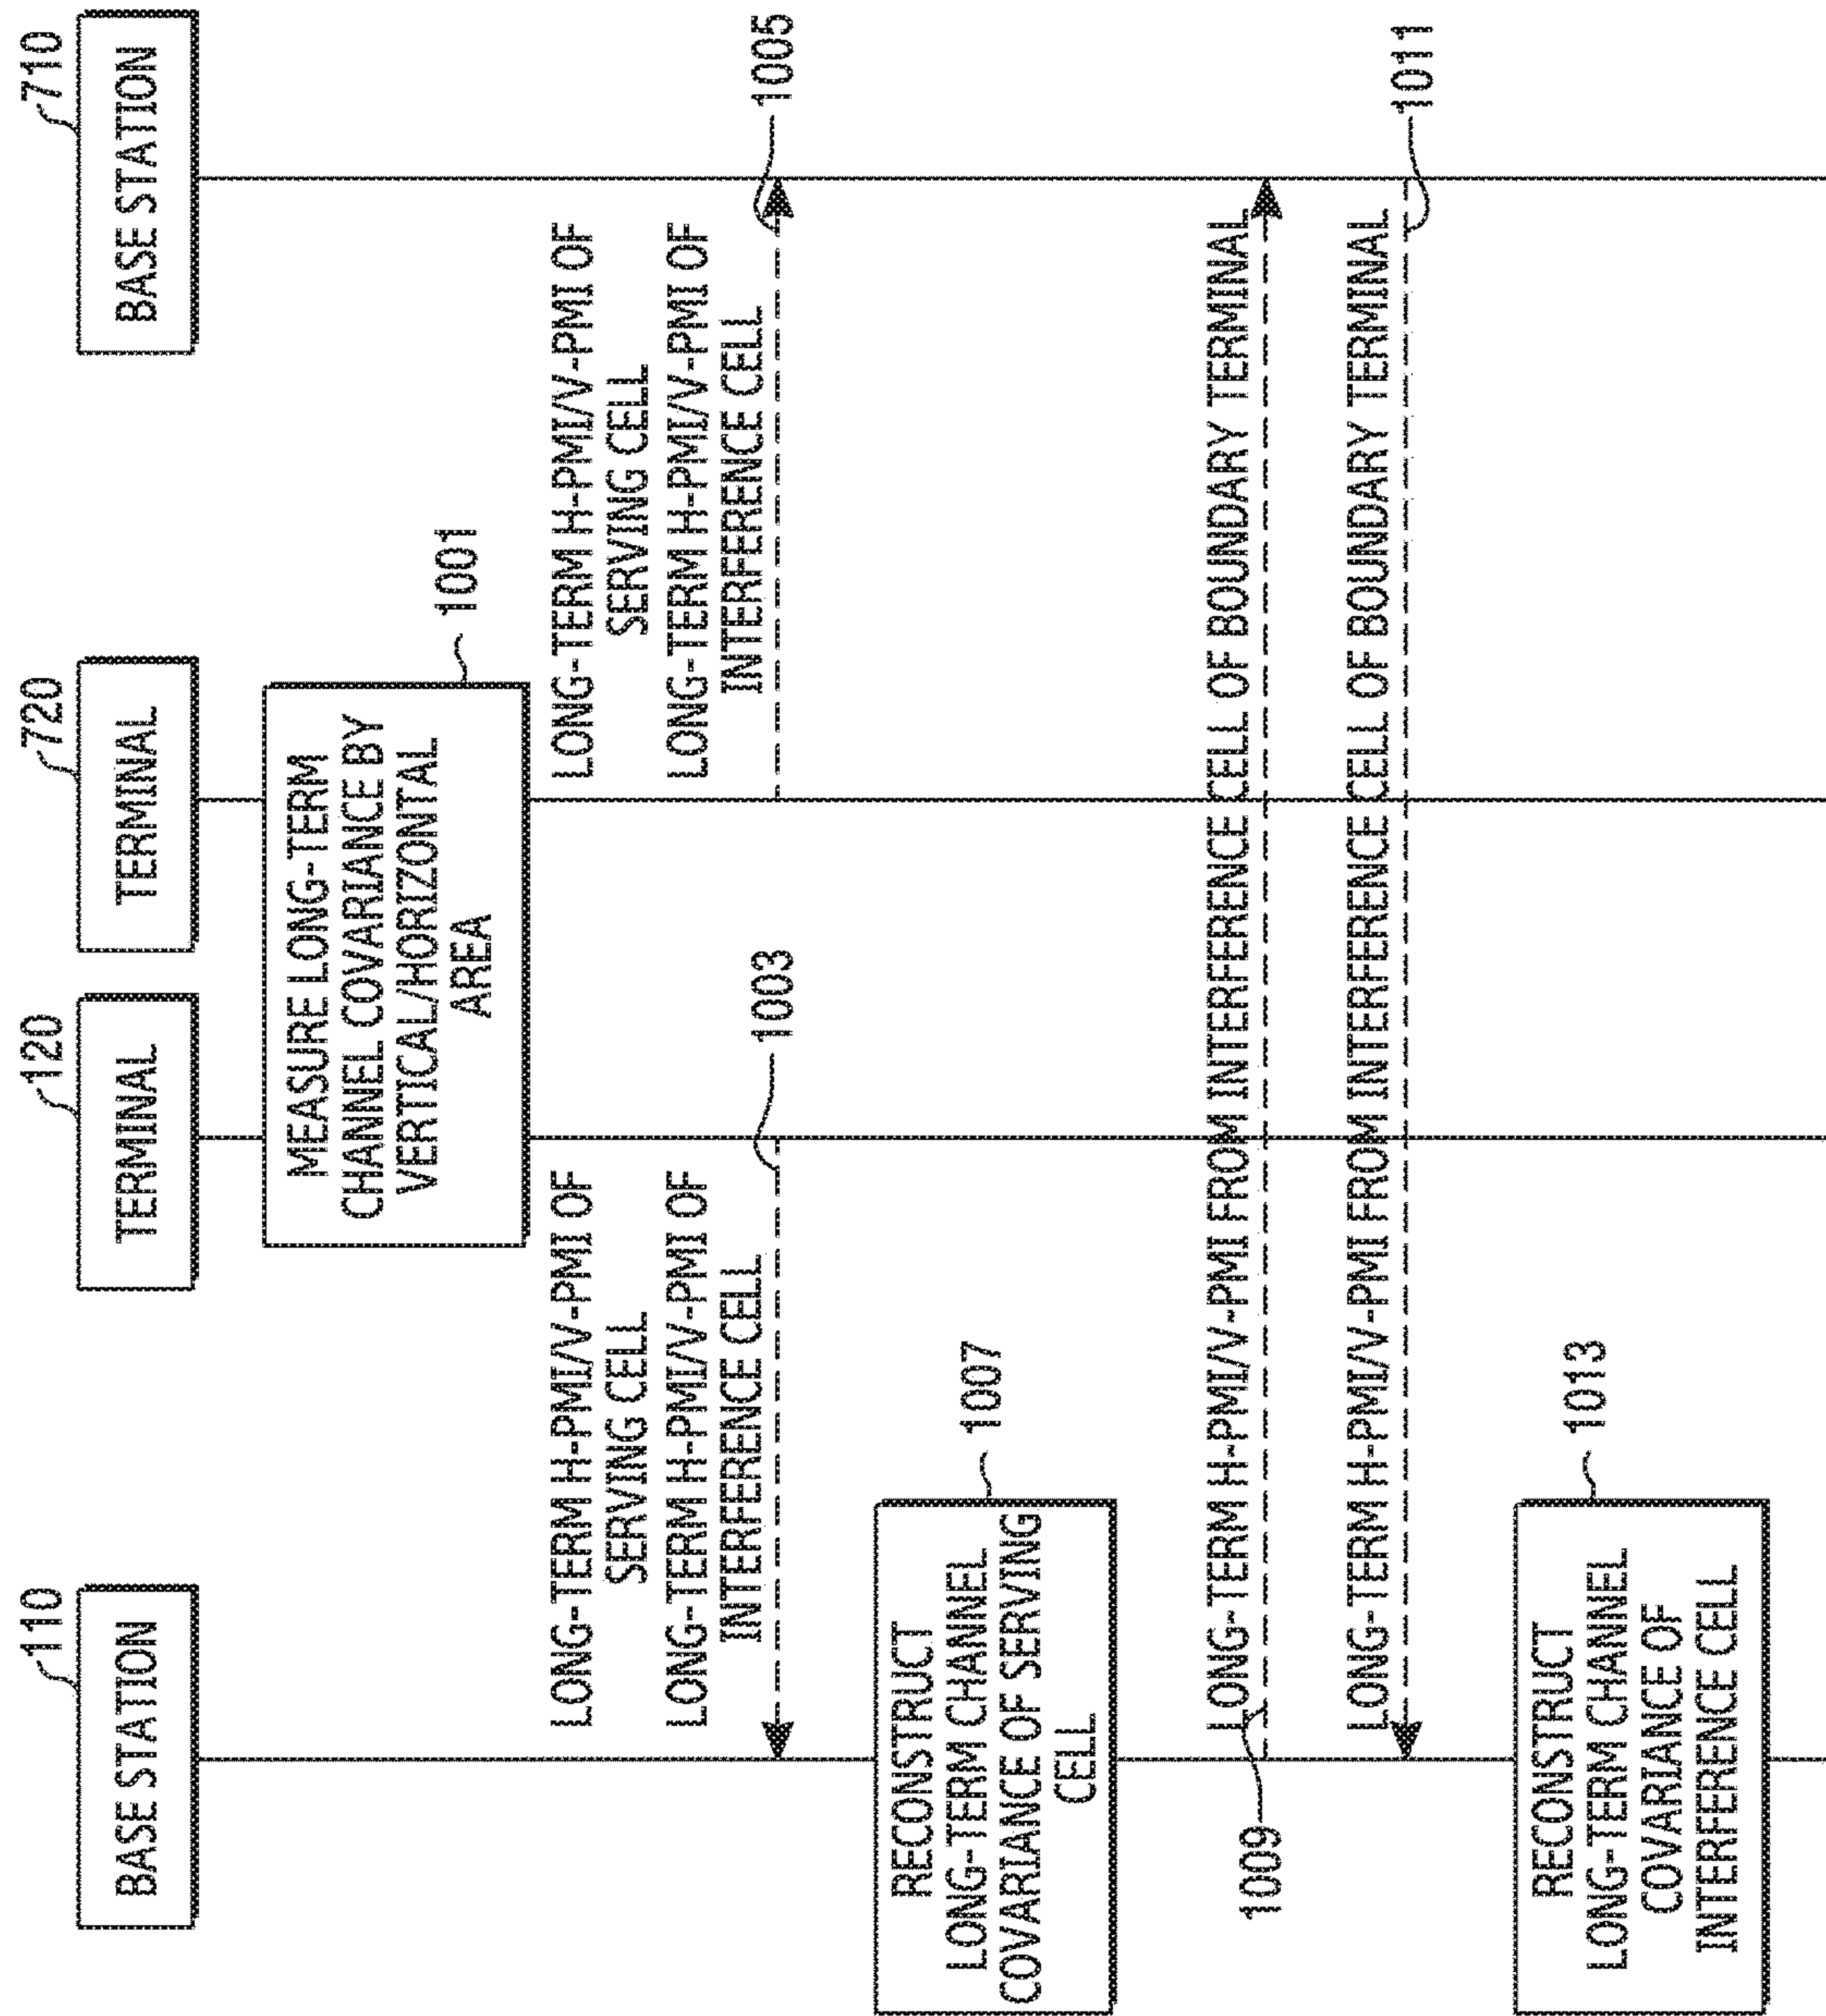 110
BASE STATION
120
TERMINAL
720
TERMINAL
710
BASE STATION
MEASURE LONG-TERM
CHANNEL COVARIANCE BY
VERTICAL/HORIZONTAL
AREA
1001
LONG-TERM H-PMI/V-PMI OF
SERVING CELL
LONG-TERM H-PMI/V-PMI OF
INTERFERENCE CELL
1003
LONG-TERM H-PMI/V-PMI OF
SERVING CELL
LONG-TERM H-PMI/V-PMI OF
INTERFERENCE CELL
1005
RECONSTRUCT
LONG-TERM CHANNEL
COVARIANCE OF SERVING
CELL
1007
LONG-TERM H-PMI/V-PMI FROM INTERFERENCE CELL OF BOUNDARY TERMINAL
1009
LONG-TERM H-PMI/V-PMI FROM INTERFERENCE CELL OF BOUNDARY TERMINAL
1011
RECONSTRUCT
LONG-TERM CHANNEL
COVARIANCE OF
INTERFERENCE CELL
1013